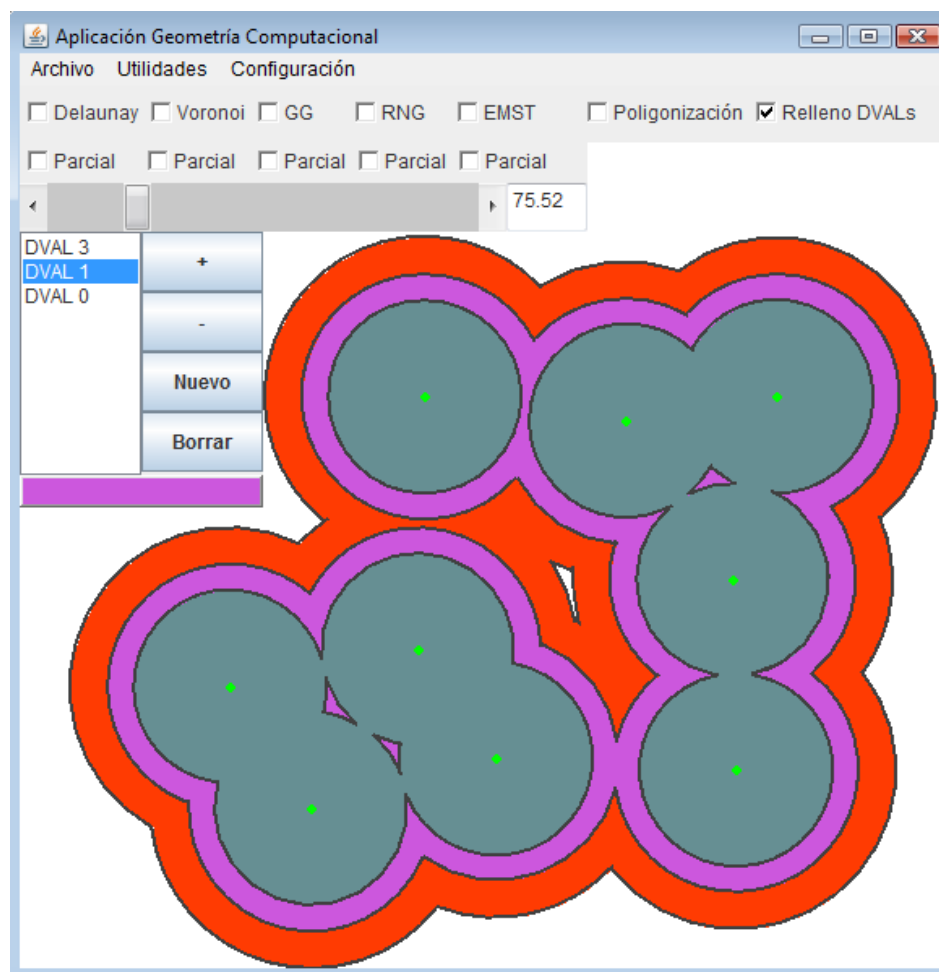 Aplicación Geometría Computacional
Archivo Utilidades Configuración
Delaunay Voronoi GG RNG EMST Poligonización Relleno DVALs
Parcial Parcial Parcial Parcial Parcial
75.52
DVAL 3
DVAL 1
DVAL 0
+
-
Nuevo
Borrar